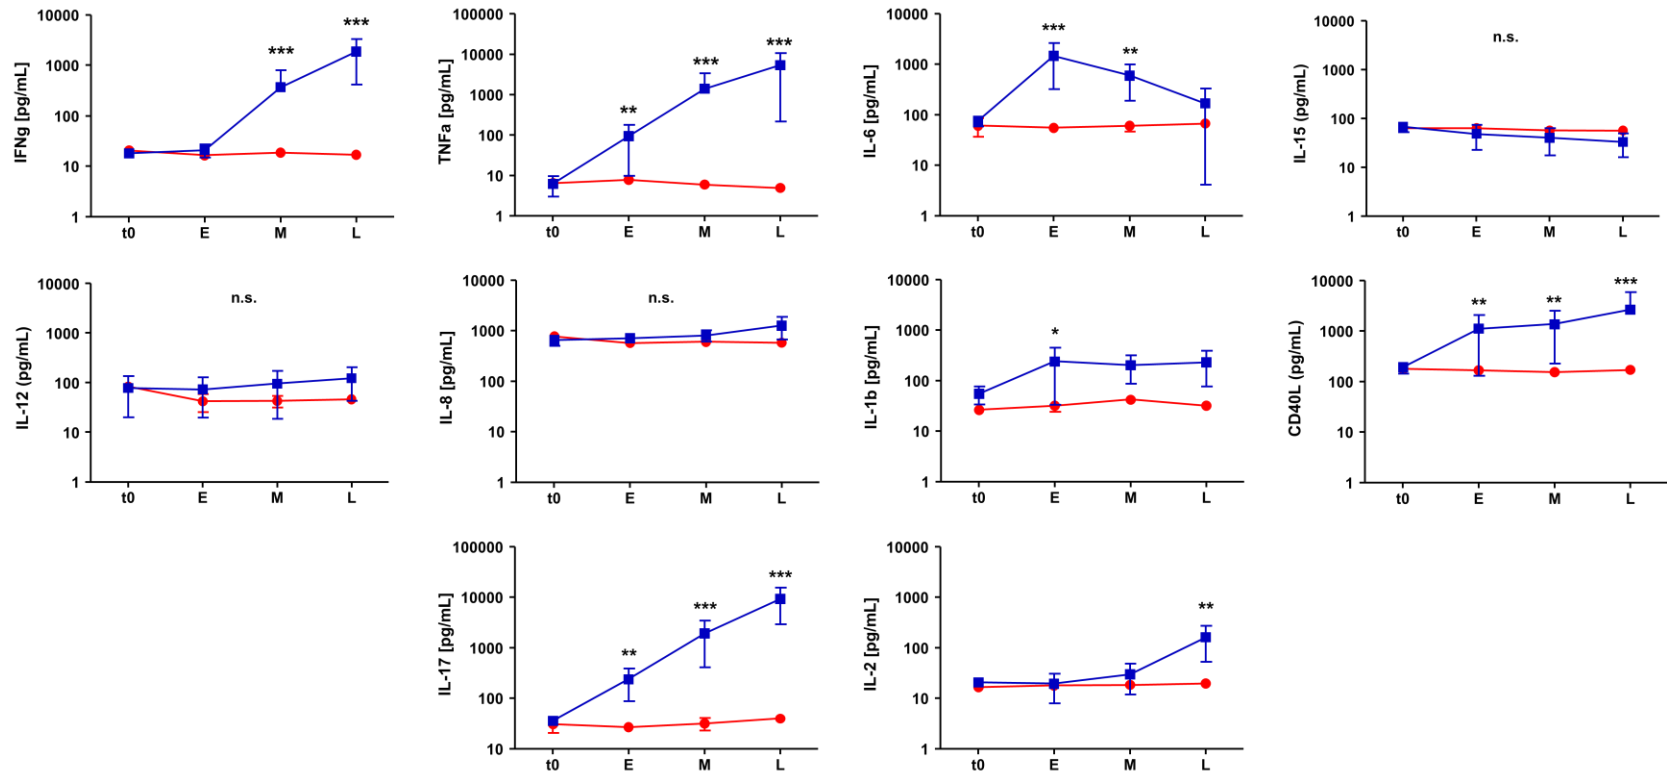 IFNg [pg/mL]
10000
1000
100
10
1
***
***
t0 E M L
TNFa [pg/mL]
100000
10000
1000
100
10
1
**
***
***
t0 E M L
IL-6 [pg/mL]
10000
1000
100
10
1
***
**
t0 E M L
IL-15 (pg/mL)
10000
1000
100
10
1
n.s.
t0 E M L
IL-12 (pg/mL)
10000
1000
100
10
1
n.s.
t0 E M L
IL-8 [pg/mL]
10000
1000
100
10
1
n.s.
t0 E M L
IL-1b [pg/mL]
10000
1000
100
10
1
*
t0 E M L
CD40L (pg/mL)
10000
1000
100
10
1
**
**
***
t0 E M L
IL-17 [pg/mL]
100000
10000
1000
100
10
**
***
***
t0 E M L
IL-2 [pg/mL]
10000
1000
100
10
1
**
t0 E M L